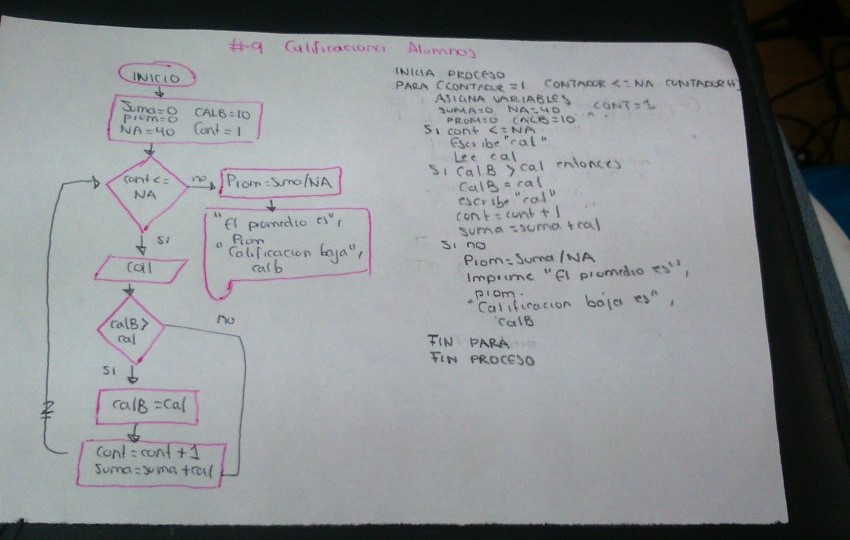 #-9 Calificaciones Alumnos
INICIO
Suma=0 CALB=10
Prom=0
NA=40 Cont=1
cont<=
NA
no
Prom=Suma/NA
"El promedio es",
Prom
"Calificacion baja",
calb
si
cal
calB>
cal
no
si
calB=Cal
cont=cont+1
suma=suma+cal
INICIA PROCESO
PARA (CONTADOR=1 CONTADOR<=NA CONTADOR++
ASIGNA VARIABLES
SUMA=0 NA=40 CONT=1
PROM=0 CALB=10
Si cont<=NA
Escribe "cal"
Lee cal
Si CalB > cal entonces
CalB=cal
escribe "cal"
cont=cont+1
suma=suma+cal
Si no
Prom=Suma/NA
Imprime "El promedio es",
prom.
"Calificacion baja es",
CalB
FIN PARA
FIN PROCESO